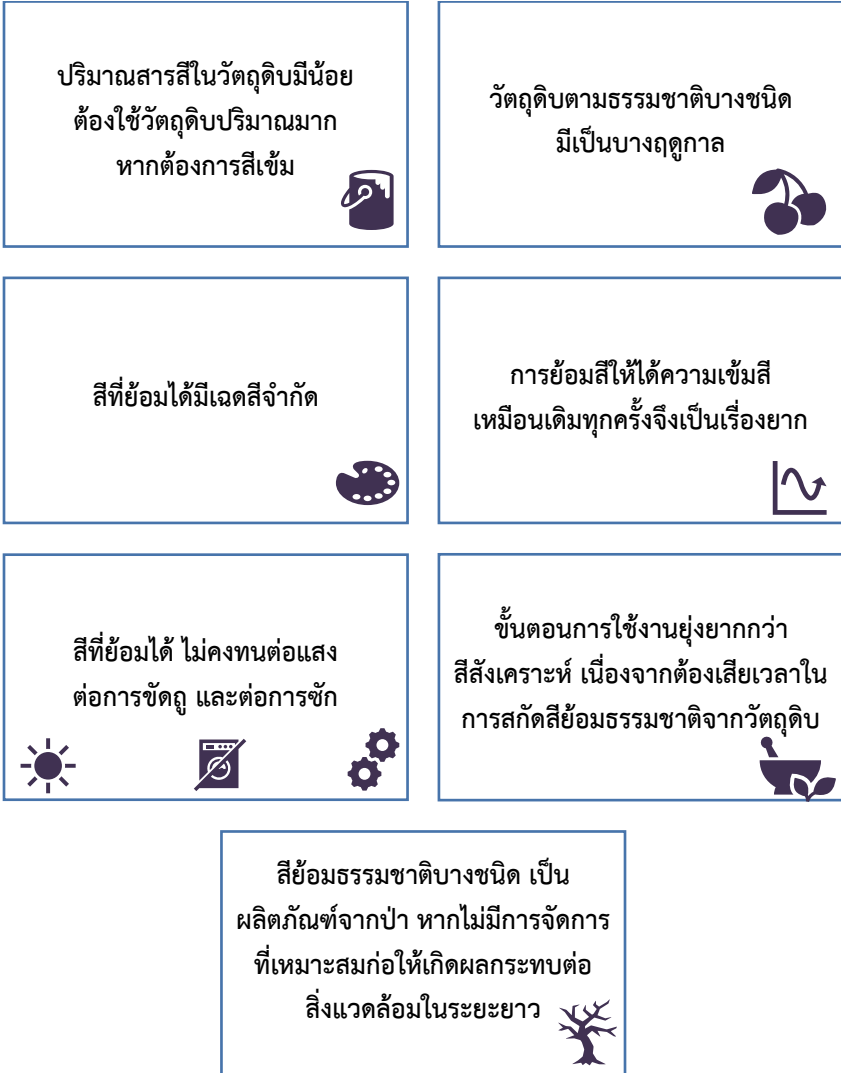 ปริมาณสารสีในวัตถุดิบมีน้อย
ต้องใช้วัตถุดิบปริมาณมาก
หากต้องการสีเข้ม
วัตถุดิบตามธรรมชาติบางชนิด
มีเป็นบางฤดูกาล
สีที่ย้อมได้มีเฉดสีจำกัด
การย้อมสีให้ได้ความเข้มสี
เหมือนเดิมทุกครั้งจึงเป็นเรื่องยาก
สีที่ย้อมได้ ไม่คงทนต่อแสง
ต่อการขัดถู และต่อการซัก
ขั้นตอนการใช้งานยุ่งยากกว่า
สีสังเคราะห์ เนื่องจากต้องเสียเวลาใน
การสกัดสีย้อมธรรมชาติจากวัตถุดิบ
สีย้อมธรรมชาติบางชนิด เป็น
ผลิตภัณฑ์จากป่า หากไม่มีการจัดการ
ที่เหมาะสมก่อให้เกิดผลกระทบต่อ
สิ่งแวดล้อมในระยะยาว